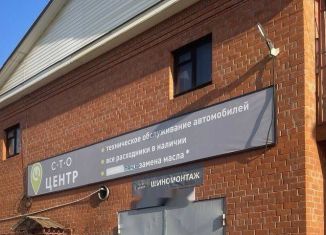 С-Т-О
ЦЕНТР
• техническое обслуживание автомобилей
• все расходники в наличии
замена масла*
ШИНОМОНТАЖ